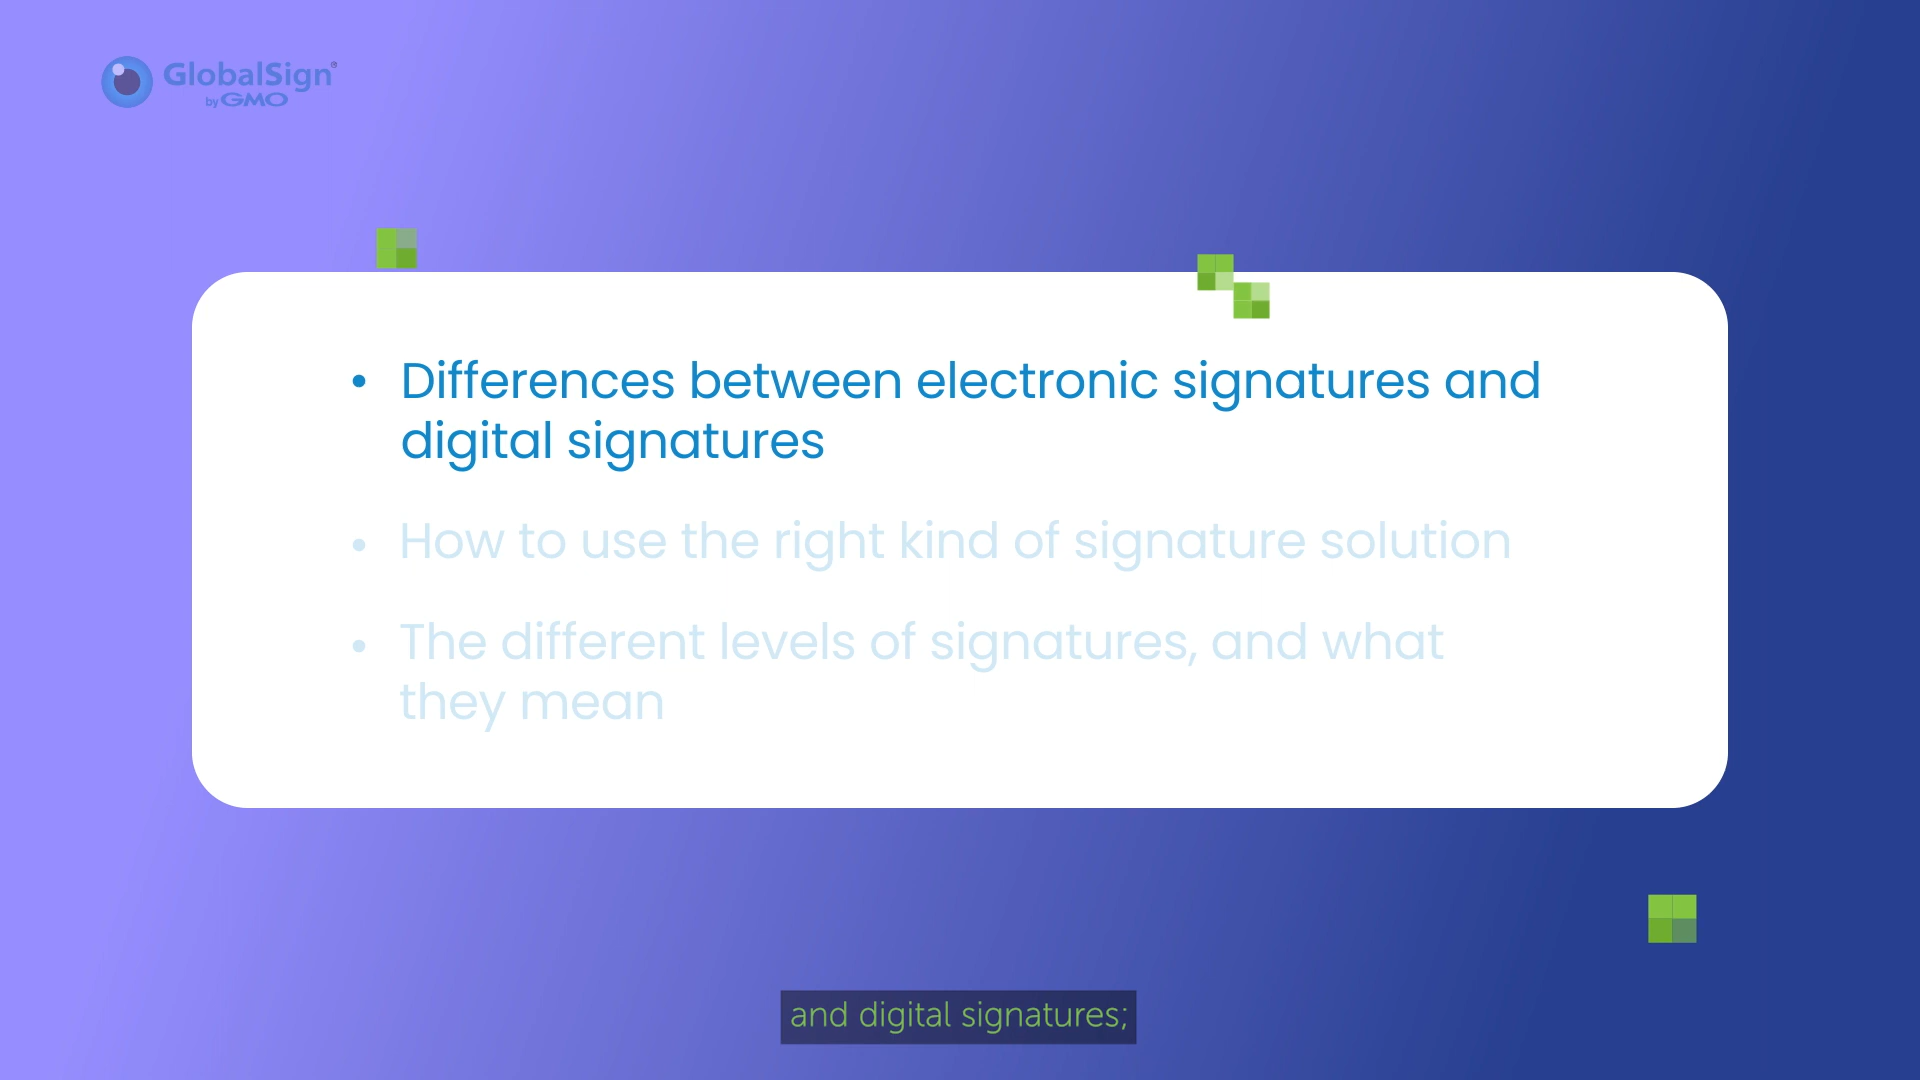 GlobalSign®
by GMO
• Differences between electronic signatures and
digital signatures
• How to use the right kind of signature solution
• The different levels of signatures, and what
they mean
and digital signatures;